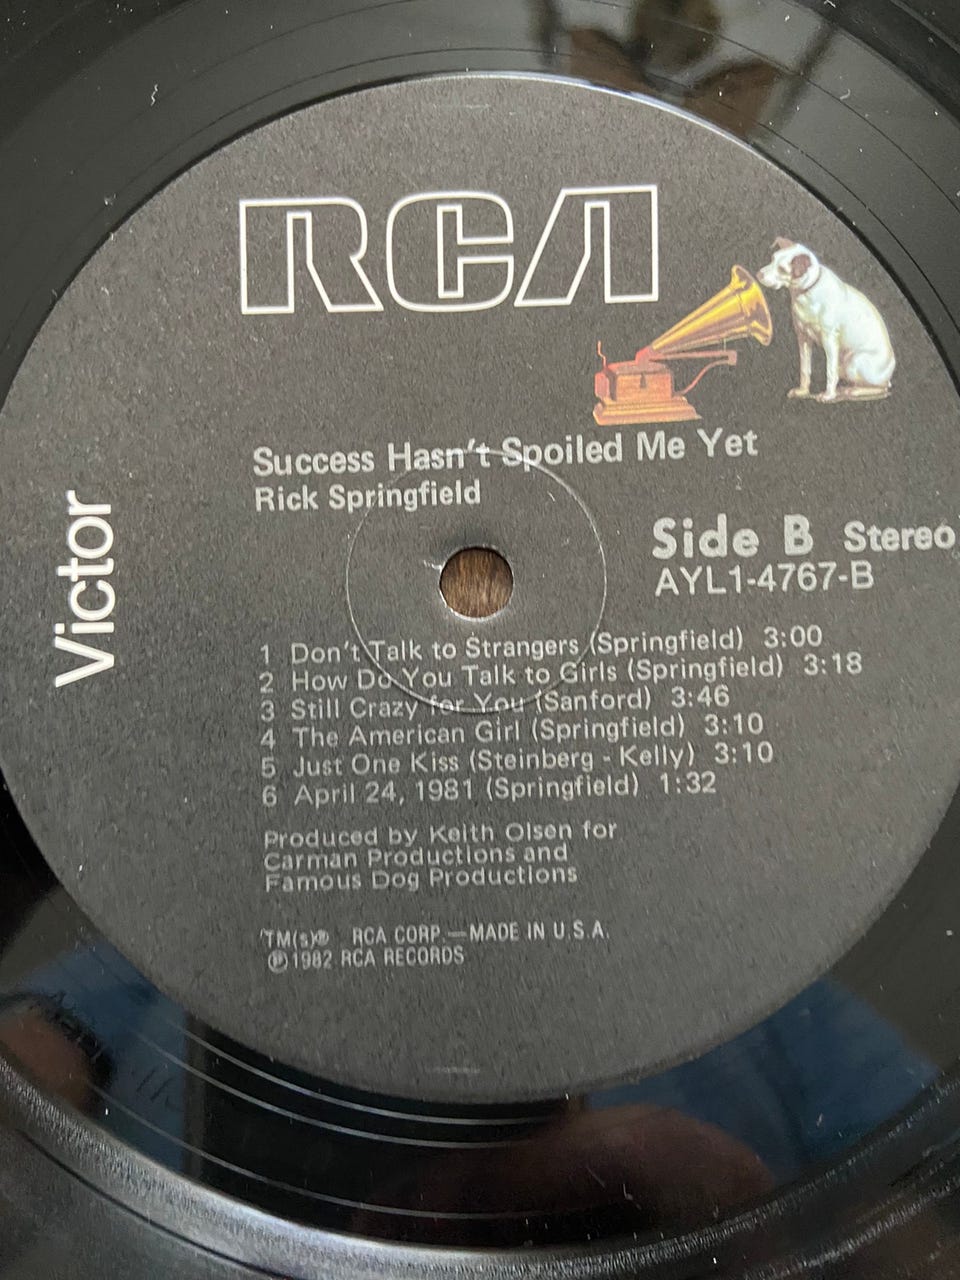 RCA
Victor
Success Hasn't Spoiled Me Yet
Rick Springfield
Side B Stereo
AYL1-4767-B
1 Don't Talk to Strangers (Springfield) 3:00
2 How Do You Talk to Girls (Springfield) 3:18
3 Still Crazy for You (Sanford) 3:46
4 The American Girl (Springfield) 3:10
5 Just One Kiss (Steinberg - Kelly) 3:10
6 April 24, 1981 (Springfield) 1:32
Produced by Keith Olsen for
Carman Productions and
Famous Dog Productions
TM(s)® RCA CORP.—MADE IN U.S.A.
℗1982 RCA RECORDS